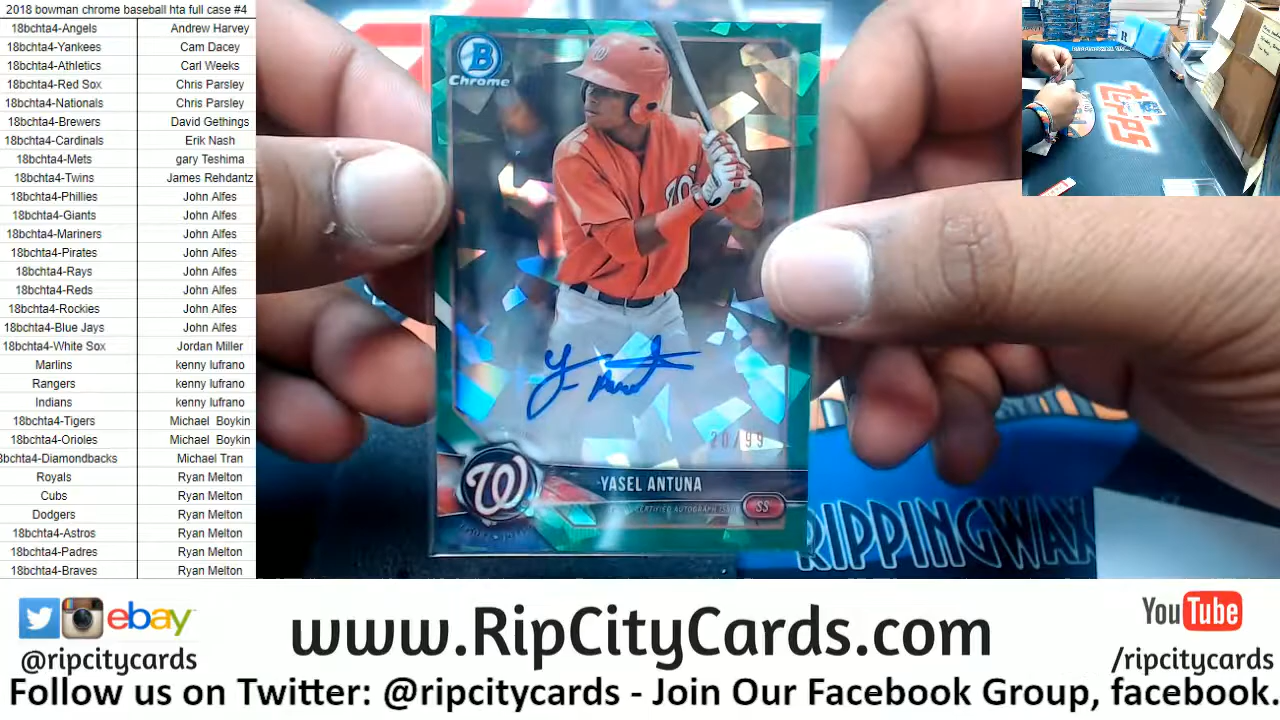 2018 bowman chrome baseball hta full case #4
18bchta4-Angels Andrew Harvey
18bchta4-Yankees Cam Dacey
18bchta4-Athletics Carl Weeks
18bchta4-Red Sox Chris Parsley
18bchta4-Nationals Chris Parsley
18bchta4-Brewers David Gethings
18bchta4-Cardinals Erik Nash
18bchta4-Mets gary Teshima
18bchta4-Twins James Rehdantz
18bchta4-Phillies John Alfes
18bchta4-Giants John Alfes
18bchta4-Mariners John Alfes
18bchta4-Pirates John Alfes
18bchta4-Rays John Alfes
18bchta4-Reds John Alfes
18bchta4-Rockies John Alfes
18bchta4-Blue Jays John Alfes
18bchta4-White Sox Jordan Miller
Marlins kenny lufrano
Rangers kenny lufrano
Indians kenny lufrano
18bchta4-Tigers Michael Boykin
18bchta4-Orioles Michael Boykin
bchta4-Diamondbacks Michael Tran
Royals Ryan Melton
Cubs Ryan Melton
Dodgers Ryan Melton
18bchta4-Astros Ryan Melton
18bchta4-Padres Ryan Melton
18bchta4-Braves Ryan Melton
B
Chrome
W
20/99
W
YASEL ANTUNA
CERTIFIED AUTOGRAPH ISSUE
SS
RIPPINGWAX
ebay
@ripcitycards
www.RipCityCards.com
YouTube
/ripcitycards
Follow us on Twitter: @ripcitycards - Join Our Facebook Group, facebook.